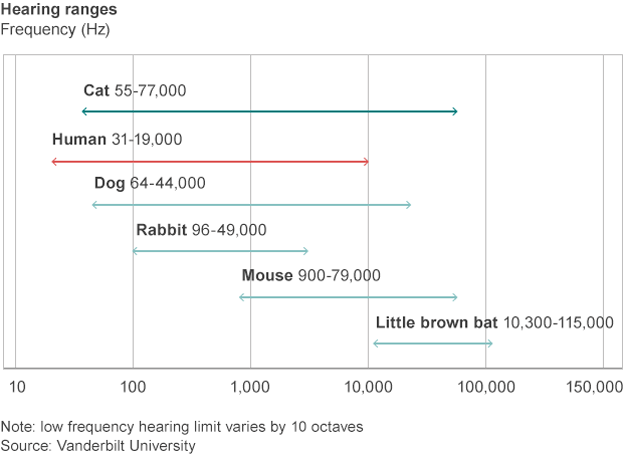 Hearing ranges
Frequency (Hz)
Cat 55-77,000
Human 31-19,000
Dog 64-44,000
Rabbit 96-49,000
Mouse 900-79,000
Little brown bat 10,300-115,000
10 100 1,000 10,000 100,000 150,000
Note: low frequency hearing limit varies by 10 octaves
Source: Vanderbilt University